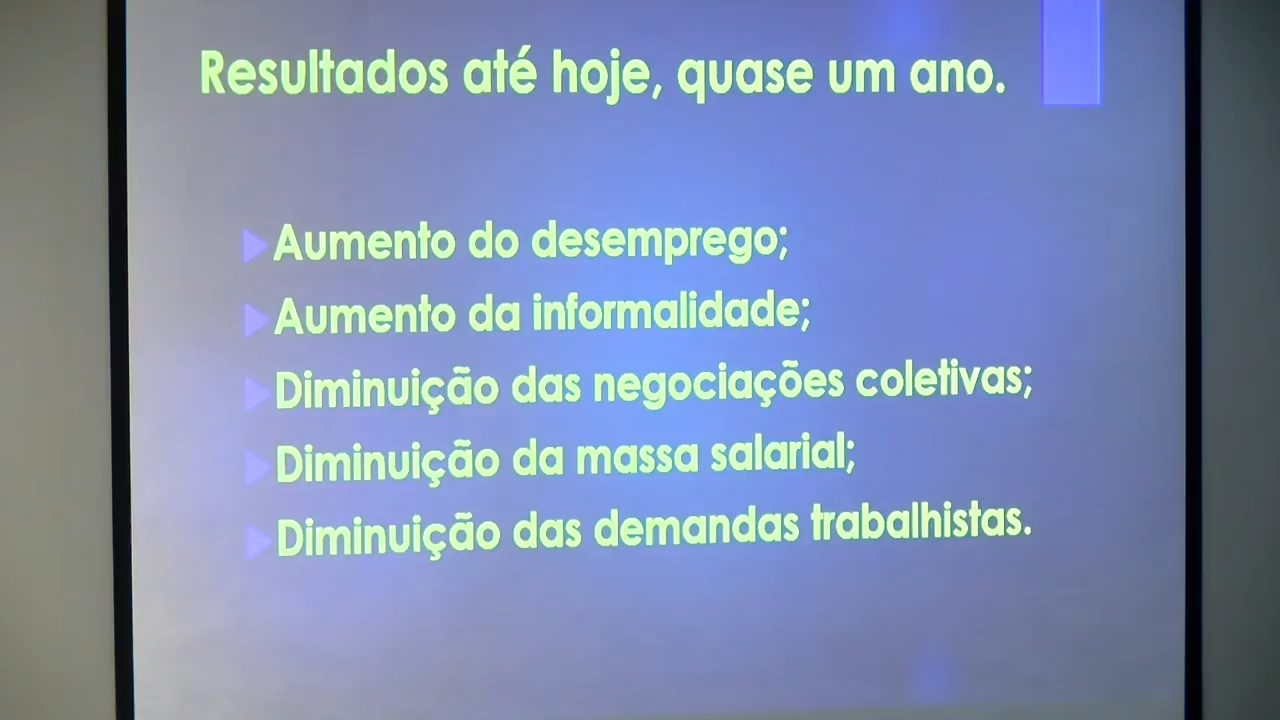 Resultados até hoje, quase um ano.
Aumento do desemprego;
Aumento da informalidade;
Diminuição das negociações coletivas;
Diminuição da massa salarial;
Diminuição das demandas trabalhistas.